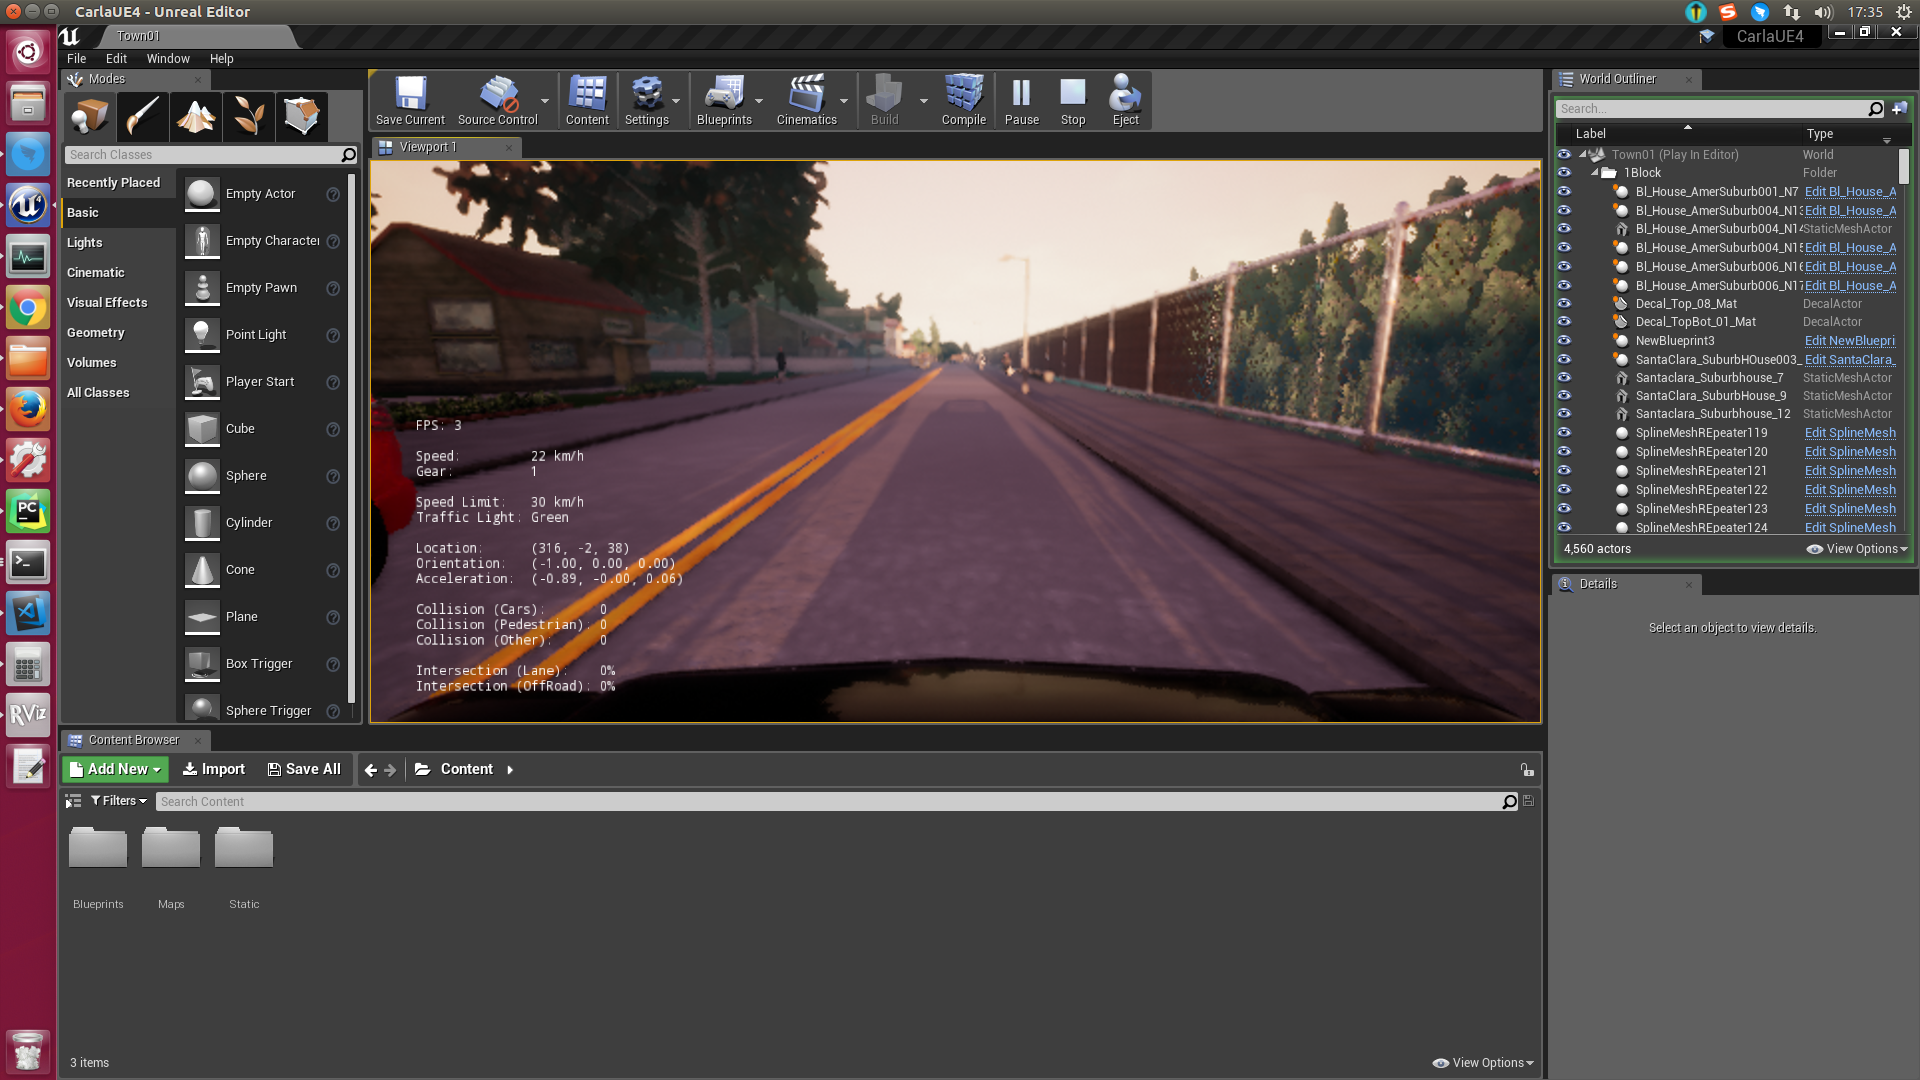 CarlaUE4 - Unreal Editor
17:35
Town01
CarlaUE4
File Edit Window Help
Modes
Search Classes
Recently Placed
Basic
Lights
Cinematic
Visual Effects
Geometry
Volumes
All Classes
Empty Actor
Empty Character
Empty Pawn
Point Light
Player Start
Cube
Sphere
Cylinder
Cone
Plane
Box Trigger
Sphere Trigger
Save Current Source Control Content Settings Blueprints Cinematics Build Compile Pause Stop Eject
Viewport 1
FPS: 3
Speed: 22 km/h
Gear: 1
Speed Limit: 30 km/h
Traffic Light: Green
Location: (316, -2, 38)
Orientation: (-1.00, 0.00, 0.00)
Acceleration: (-0.89, -0.00, 0.06)
Collision (Cars): 0
Collision (Pedestrian): 0
Collision (Other): 0
Intersection (Lane): 0%
Intersection (OffRoad): 0%
World Outliner
Search...
Label Type
Town01 (Play In Editor) World
1Block Folder
Bl_House_AmerSuburb001_N7 Edit Bl_House_A
Bl_House_AmerSuburb004_N13 Edit Bl_House_A
Bl_House_AmerSuburb004_N14 StaticMeshActor
Bl_House_AmerSuburb004_N15 Edit Bl_House_A
Bl_House_AmerSuburb006_N16 Edit Bl_House_A
Bl_House_AmerSuburb006_N17 Edit Bl_House_A
Decal_Top_08_Mat DecalActor
Decal_TopBot_01_Mat DecalActor
NewBlueprint3 Edit NewBluepri
SantaClara_SuburbHOuse003_ Edit SantaClara_
Santaclara_Suburbhouse_7 StaticMeshActor
SantaClara_SuburbHouse_9 StaticMeshActor
Santaclara_Suburbhouse_12 StaticMeshActor
SplineMeshREpeater119 Edit SplineMesh
SplineMeshREpeater120 Edit SplineMesh
SplineMeshREpeater121 Edit SplineMesh
SplineMeshREpeater122 Edit SplineMesh
SplineMeshREpeater123 Edit SplineMesh
SplineMeshREpeater124 Edit SplineMesh
4,560 actors View Options
Details
Select an object to view details.
Content Browser
Add New Import Save All Content
Filters Search Content
Blueprints Maps Static
3 items View Options
PC
RViz